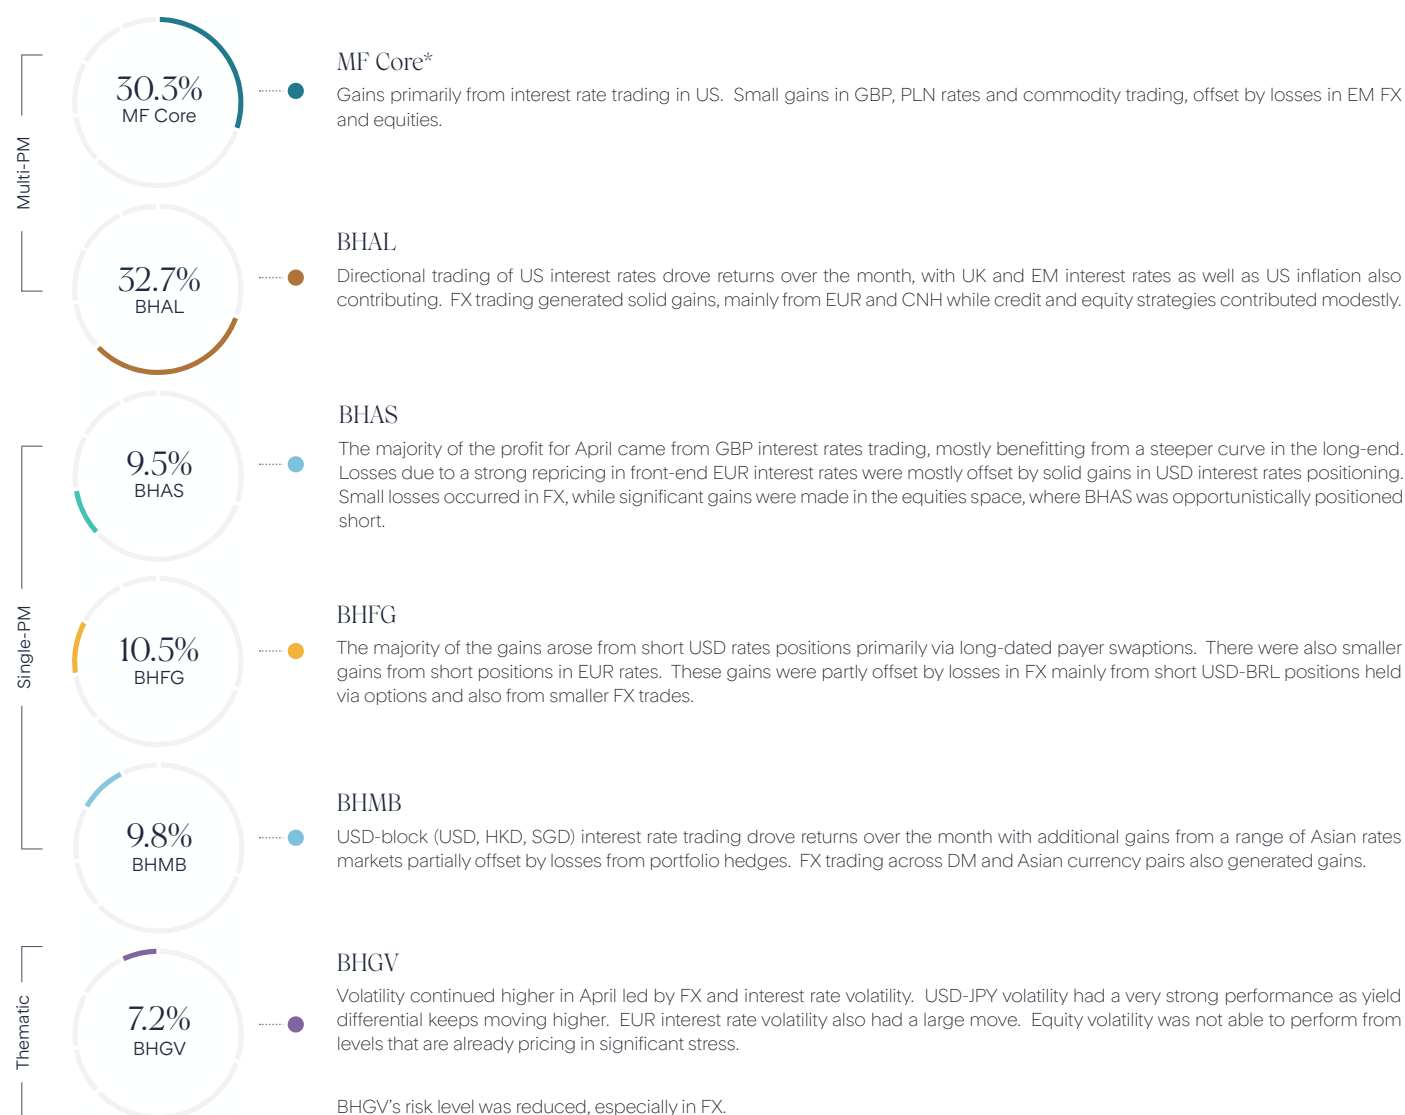 Multi-PM
30.3%
MF Core
MF Core*
Gains primarily from interest rate trading in US. Small gains in GBP, PLN rates and commodity trading, offset by losses in EM FX
and equities.
32.7%
BHAL
BHAL
Directional trading of US interest rates drove returns over the month, with UK and EM interest rates as well as US inflation also
contributing. FX trading generated solid gains, mainly from EUR and CNH while credit and equity strategies contributed modestly.
Single-PM
9.5%
BHAS
BHAS
The majority of the profit for April came from GBP interest rates trading, mostly benefitting from a steeper curve in the long-end.
Losses due to a strong repricing in front-end EUR interest rates were mostly offset by solid gains in USD interest rates positioning.
Small losses occurred in FX, while significant gains were made in the equities space, where BHAS was opportunistically positioned
short.
10.5%
BHFG
BHFG
The majority of the gains arose from short USD rates positions primarily via long-dated payer swaptions. There were also smaller
gains from short positions in EUR rates. These gains were partly offset by losses in FX mainly from short USD-BRL positions held
via options and also from smaller FX trades.
9.8%
BHMB
BHMB
USD-block (USD, HKD, SGD) interest rate trading drove returns over the month with additional gains from a range of Asian rates
markets partially offset by losses from portfolio hedges. FX trading across DM and Asian currency pairs also generated gains.
Thematic
7.2%
BHGV
BHGV
Volatility continued higher in April led by FX and interest rate volatility. USD-JPY volatility had a very strong performance as yield
differential keeps moving higher. EUR interest rate volatility also had a large move. Equity volatility was not able to perform from
levels that are already pricing in significant stress.
BHGV's risk level was reduced, especially in FX.